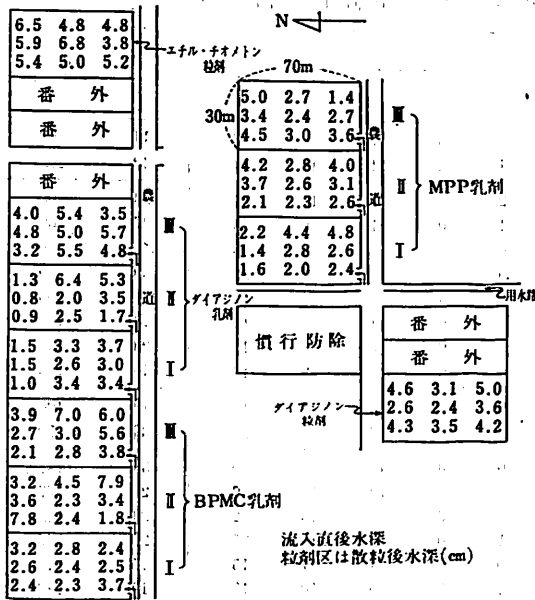 6.5 4.8 4.8
5.9 6.8 3.8
5.4 5.0 5.2
エチル・チオメトン
粒剤
番 外
番 外
番 外
4.0 5.4 3.5
4.8 5.0 5.7
3.2 5.5 4.8
Ⅲ
1.3 6.4 5.3
0.8 2.0 3.5
0.9 2.5 1.7
Ⅱ
ダイアジノン
乳剤
1.5 3.3 3.7
1.5 2.6 3.0
1.0 3.4 3.4
Ⅰ
農
道
3.9 7.0 6.0
2.7 3.0 5.6
2.1 2.8 3.8
Ⅲ
3.2 4.5 7.9
3.6 2.3 3.4
7.8 2.4 1.8
Ⅱ
BPMC乳剤
3.2 2.8 2.4
2.6 2.4 2.5
2.4 2.3 3.7
Ⅰ
N
70m
30m
5.0 2.7 1.4
3.4 2.4 2.7
4.5 3.0 3.6
Ⅲ
4.2 2.8 4.0
3.7 2.6 3.1
2.1 2.3 2.6
Ⅱ
MPP乳剤
2.2 4.4 4.8
1.4 2.8 2.6
1.6 2.0 2.4
Ⅰ
農
道
用水路
慣行防除
番 外
番 外
4.6 3.1 5.0
2.6 2.4 3.6
4.3 3.5 4.2
ダイアジノン
粒剤
流入直後水深
粒剤区は散粒後水深(cm)